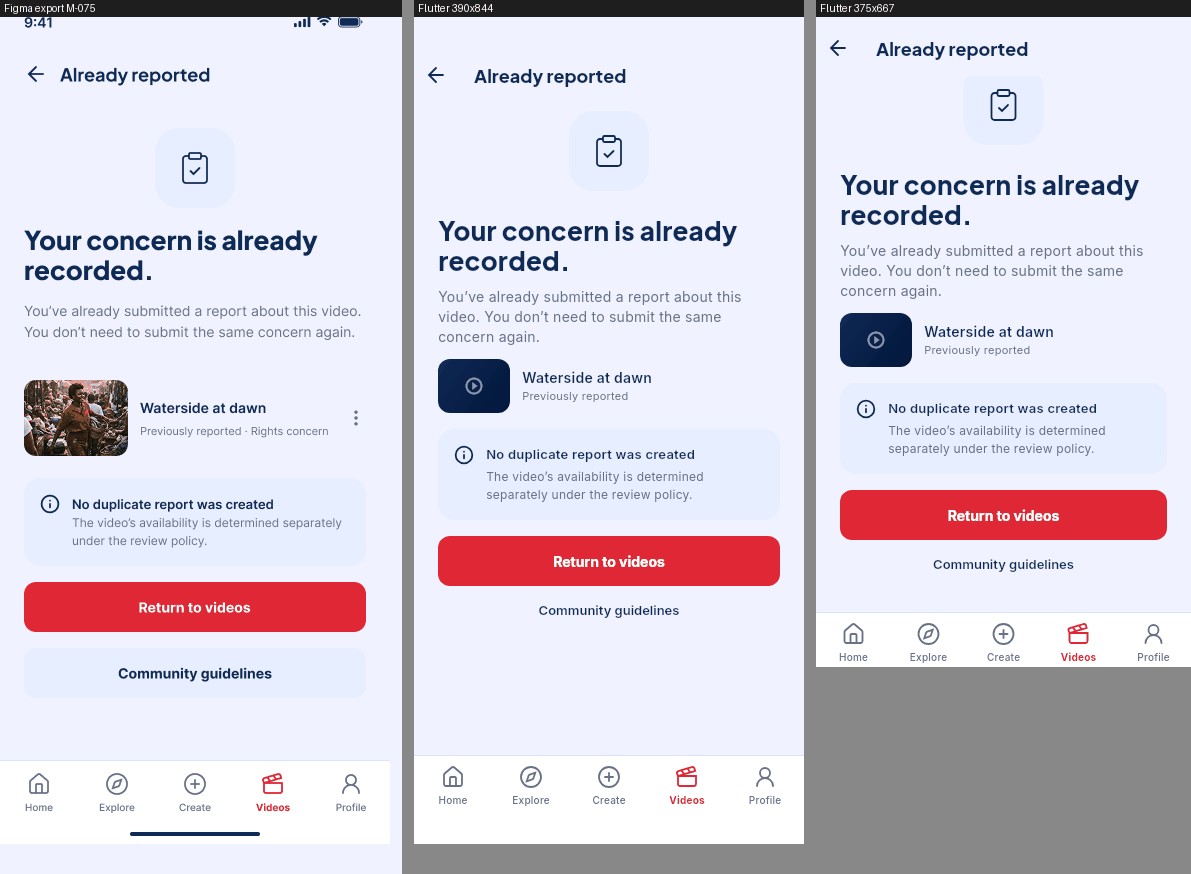 Figma export M-075
9:41
Already reported
Your concern is already
recorded.
You’ve already submitted a report about this video.
You don’t need to submit the same concern again.
Waterside at dawn
Previously reported · Rights concern
No duplicate report was created
The video’s availability is determined separately
under the review policy.
Return to videos
Community guidelines
Home
Explore
Create
Videos
Profile
Flutter 390x844
Already reported
Your concern is already
recorded.
You’ve already submitted a report about this
video. You don’t need to submit the same
concern again.
Waterside at dawn
Previously reported
No duplicate report was created
The video’s availability is determined
separately under the review policy.
Return to videos
Community guidelines
Home
Explore
Create
Videos
Profile
Flutter 375x667
Already reported
Your concern is already
recorded.
You’ve already submitted a report about this
video. You don’t need to submit the same
concern again.
Waterside at dawn
Previously reported
No duplicate report was created
The video’s availability is determined
separately under the review policy.
Return to videos
Community guidelines
Home
Explore
Create
Videos
Profile